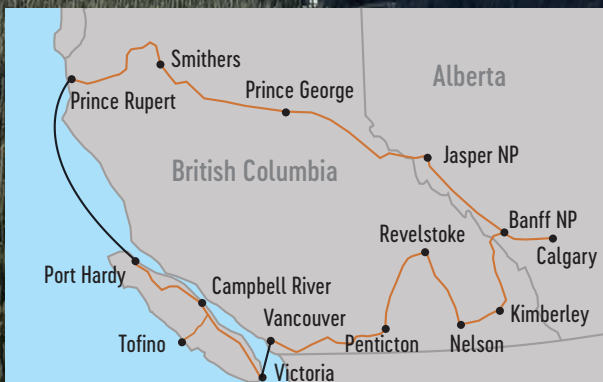 Smithers
Prince Rupert
Prince George
Alberta
British Columbia
Jasper NP
Banff NP
Revelstoke
Calgary
Port Hardy
Campbell River
Vancouver
Kimberley
Tofino
Penticton
Nelson
Victoria